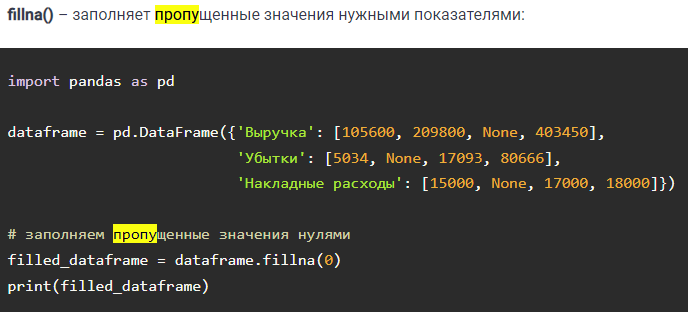 fillna() – заполняет пропущенные значения нужными показателями:
import pandas as pd
dataframe = pd.DataFrame({'Выручка': [105600, 209800, None, 403450],
'Убытки': [5034, None, 17093, 80666],
'Накладные расходы': [15000, None, 17000, 18000]})
# заполняем пропущенные значения нулями
filled_dataframe = dataframe.fillna(0)
print(filled_dataframe)